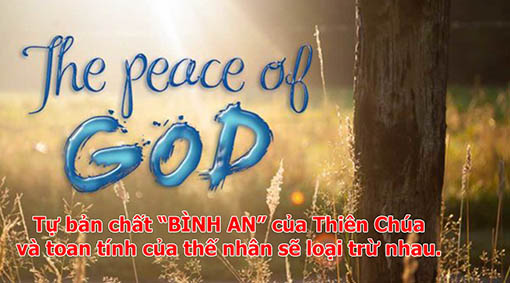 The peace of
GOD
Tự bản chất “BÌNH AN” của Thiên Chúa
và toan tính của thế nhân sẽ loại trừ nhau.